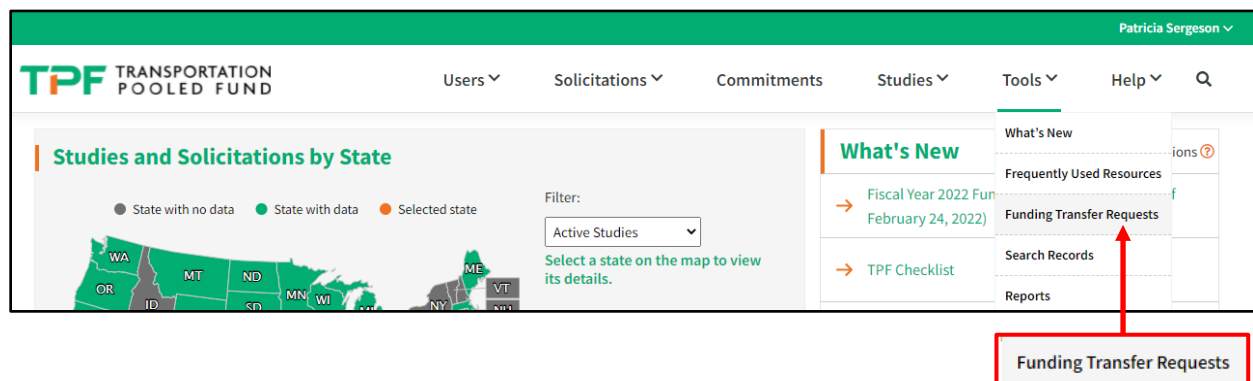 Patricia Sergeson
TPF TRANSPORTATION POOLED FUND
Users
Solicitations
Commitments
Studies
Tools
Help
What's New
Frequently Used Resources
Funding Transfer Requests
Search Records
Reports
Studies and Solicitations by State
State with no data
State with data
Selected state
Filter:
Active Studies
Select a state on the map to view
its details.
WA
OR
ID
MT
ND
SD
MN
WI
NY
ME
VT
NH
What's New
Fiscal Year 2022 Fun
February 24, 2022)
TPF Checklist
Funding Transfer Requests